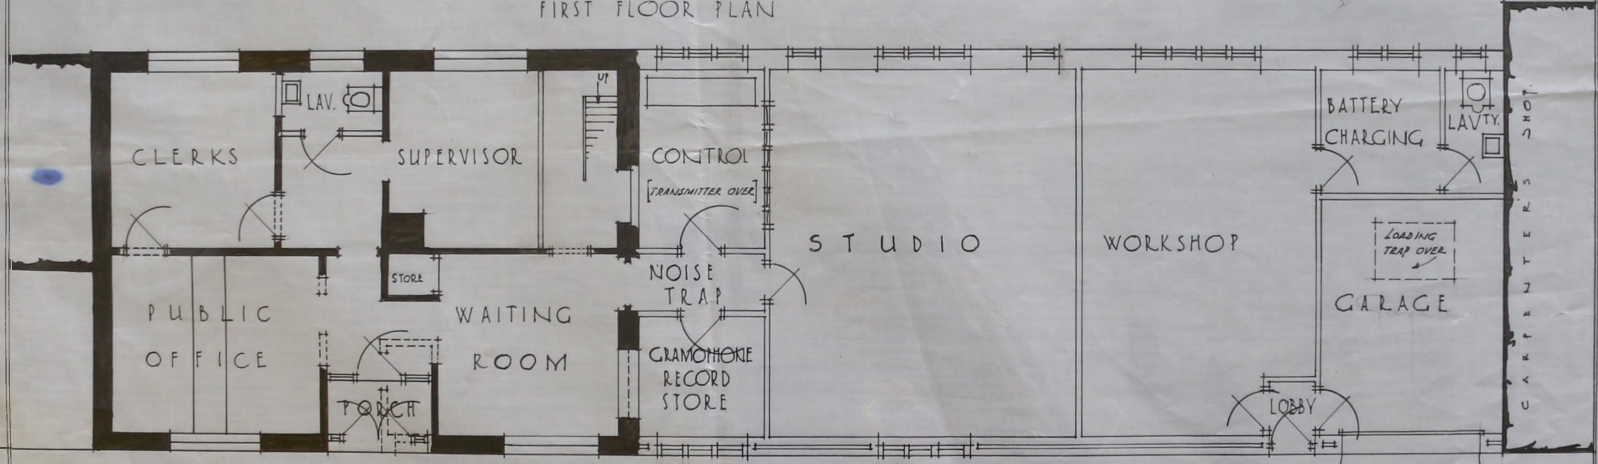 FIRST FLOOR PLAN
CLERKS
LAV.
SUPERVISOR
UP
CONTROL
[TRANSMITTER OVER]
STUDIO
WORKSHOP
BATTERY
CHARGING
LAVTY.
CARPENTERS SHOP.
PUBLIC
OFFICE
STORE
WAITING
ROOM
NOISE
TRAP
GRAMOPHONE
RECORD
STORE
LOADING
TRAP OVER
GARAGE
PORCH
LOBBY